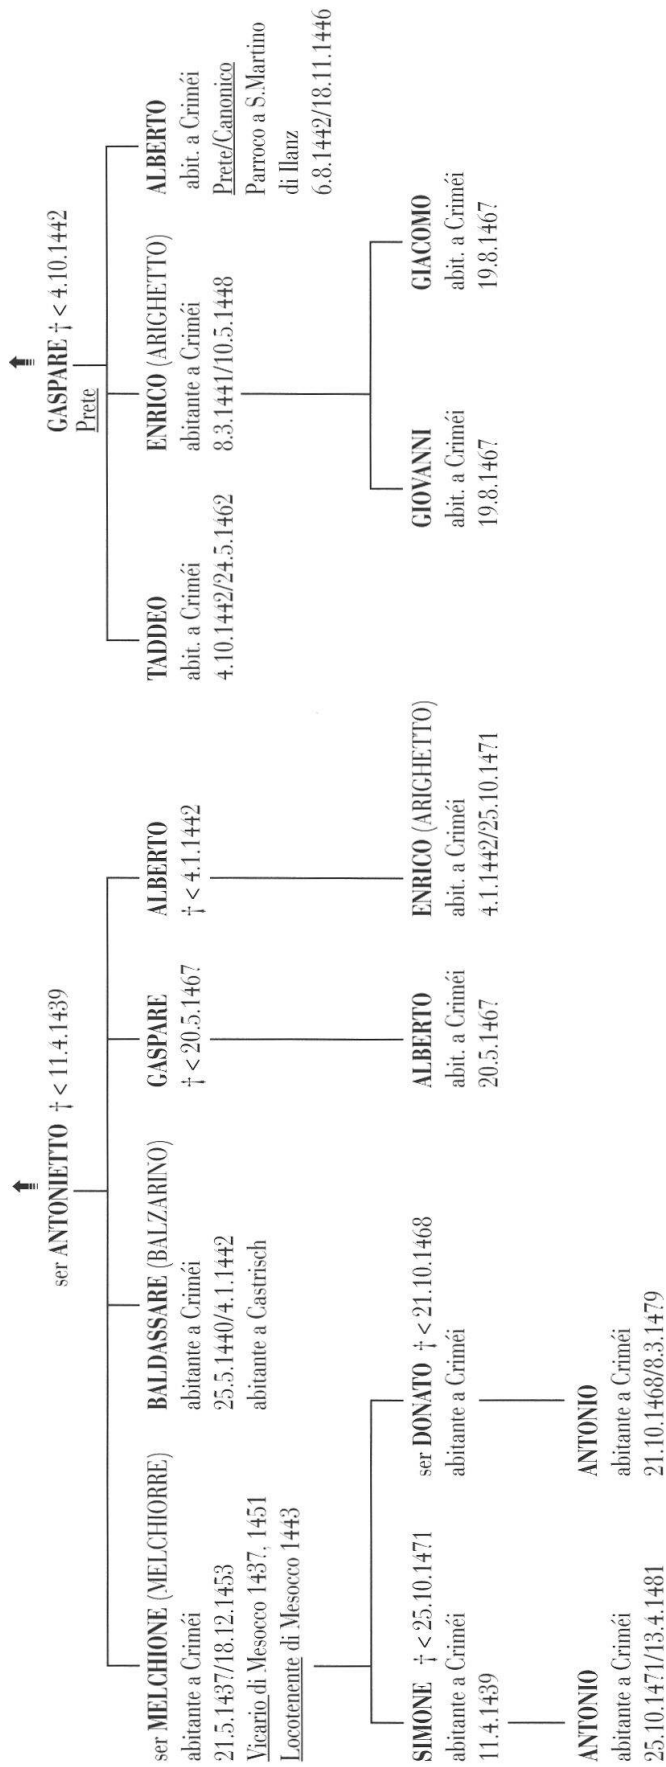 ser ANTONIETTO † < 11.4.1439
ser MELCHIONE (MELCHIORRE)
abitante a Criméi
21.5.1437/18.12.1453
Vicario di Mesocco 1437, 1451
Locotenente di Mesocco 1443
BALDASSARE (BALZARINO)
abitante a Criméi
25.5.1440/4.1.1442
abitante a Castrisch
GASPARE
† < 20.5.1467
ALBERTO
† < 4.1.1442
SIMONE † < 25.10.1471
abitante a Criméi
11.4.1439
ser DONATO † < 21.10.1468
abitante a Criméi
ALBERTO
abit. a Criméi
20.5.1467
ENRICO (ARIGHETTO)
abit. a Criméi
4.1.1442/25.10.1471
ANTONIO
abitante a Criméi
25.10.1471/13.4.1481
ANTONIO
abitante a Criméi
21.10.1468/8.3.1479
GASPARE † < 4.10.1442
Prete
TADDEO
abit. a Criméi
4.10.1442/24.5.1462
ENRICO (ARIGHETTO)
abitante a Criméi
8.3.1441/10.5.1448
ALBERTO
abit. a Criméi
Prete/Canonico
Parroco a S.Martino
di Ilanz
6.8.1442/18.11.1446
GIOVANNI
abit. a Criméi
19.8.1467
GIACOMO
abit. a Criméi
19.8.1467